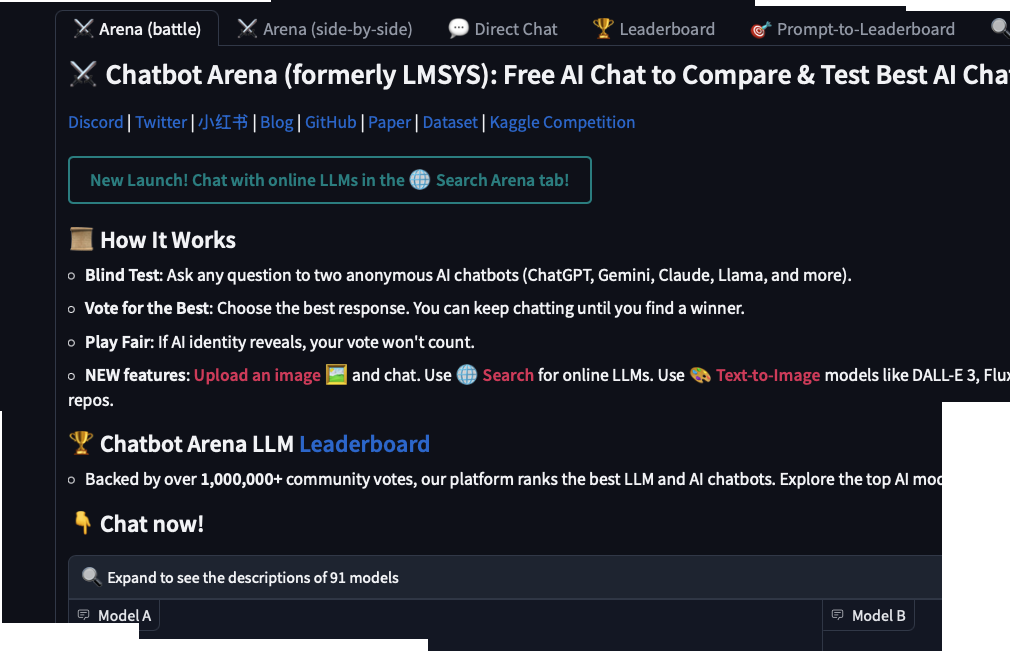 Arena (battle) Arena (side-by-side) Direct Chat Leaderboard Prompt-to-Leaderboard
Chatbot Arena (formerly LMSYS): Free AI Chat to Compare & Test Best AI Cha
Discord | Twitter | 小红书 | Blog | GitHub | Paper | Dataset | Kaggle Competition
New Launch! Chat with online LLMs in the Search Arena tab!
How It Works
Blind Test: Ask any question to two anonymous AI chatbots (ChatGPT, Gemini, Claude, Llama, and more).
Vote for the Best: Choose the best response. You can keep chatting until you find a winner.
Play Fair: If AI identity reveals, your vote won't count.
NEW features: Upload an image and chat. Use Search for online LLMs. Use Text-to-Image models like DALL-E 3, Flux
repos.
Chatbot Arena LLM Leaderboard
Backed by over 1,000,000+ community votes, our platform ranks the best LLM and AI chatbots. Explore the top AI mod
Chat now!
Expand to see the descriptions of 91 models
Model A Model B